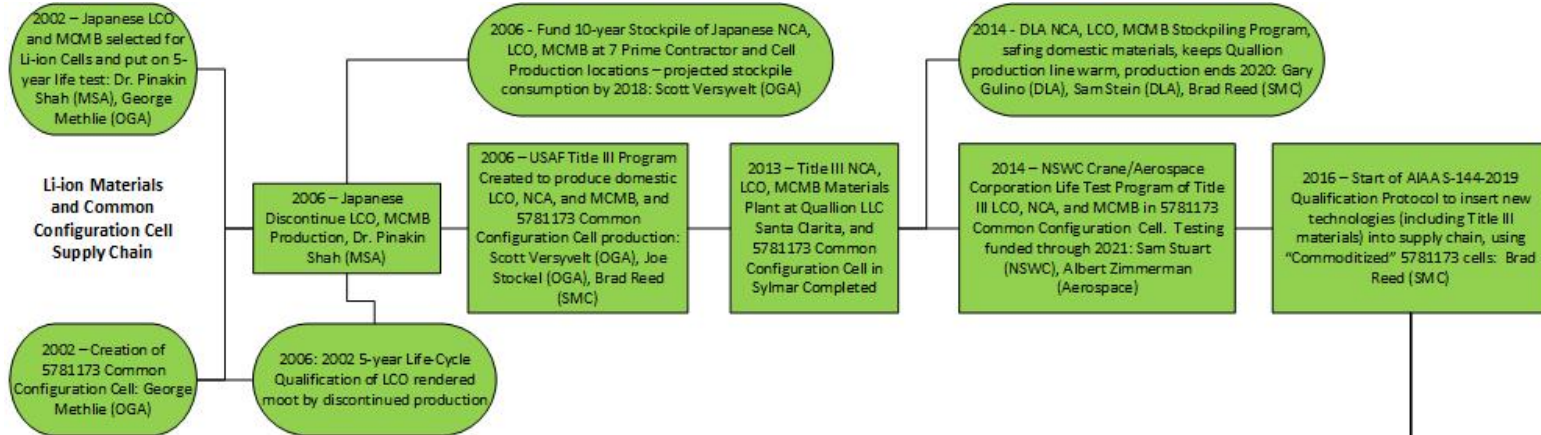 2002 – Japanese LCO
and MCMB selected for
Li-ion Cells and put on 5-
year life test: Dr. Pinakin
Shah (MSA), George
Methlie (OGA)
2006 - Fund 10-year Stockpile of Japanese NCA,
LCO, MCMB at 7 Prime Contractor and Cell
Production locations – projected stockpile
consumption by 2018: Scott Versyvelt (OGA)
2014 - DLA NCA, LCO, MCMB Stockpiling Program,
safing domestic materials, keeps Quallion
production line warm, production ends 2020: Gary
Gulino (DLA), Sam Stein (DLA), Brad Reed (SMC)
Li-ion Materials
and Common
Configuration Cell
Supply Chain
2006 – Japanese
Discontinue LCO, MCMB
Production, Dr. Pinakin
Shah (MSA)
2006 – USAF Title III Program
Created to produce domestic
LCO, NCA, and MCMB, and
5781173 Common
Configuration Cell production:
Scott Versyvelt (OGA), Joe
Stockel (OGA), Brad Reed
(SMC)
2013 – Title III NCA,
LCO, MCMB Materials
Plant at Quallion LLC
Santa Clarita, and
5781173 Common
Configuration Cell in
Sylmar Completed
2014 – NSWC Crane/Aerospace
Corporation Life Test Program of Title
III LCO, NCA, and MCMB in 5781173
Common Configuration Cell. Testing
funded through 2021: Sam Stuart
(NSWC), Albert Zimmerman
(Aerospace)
2016 – Start of AIAA S-144-2019
Qualification Protocol to insert new
technologies (including Title III
materials) into supply chain, using
“Commoditized” 5781173 cells: Brad
Reed (SMC)
2002 – Creation of
5781173 Common
Configuration Cell: George
Methlie (OGA)
2006: 2002 5-year Life-Cycle
Qualification of LCO rendered
moot by discontinued production